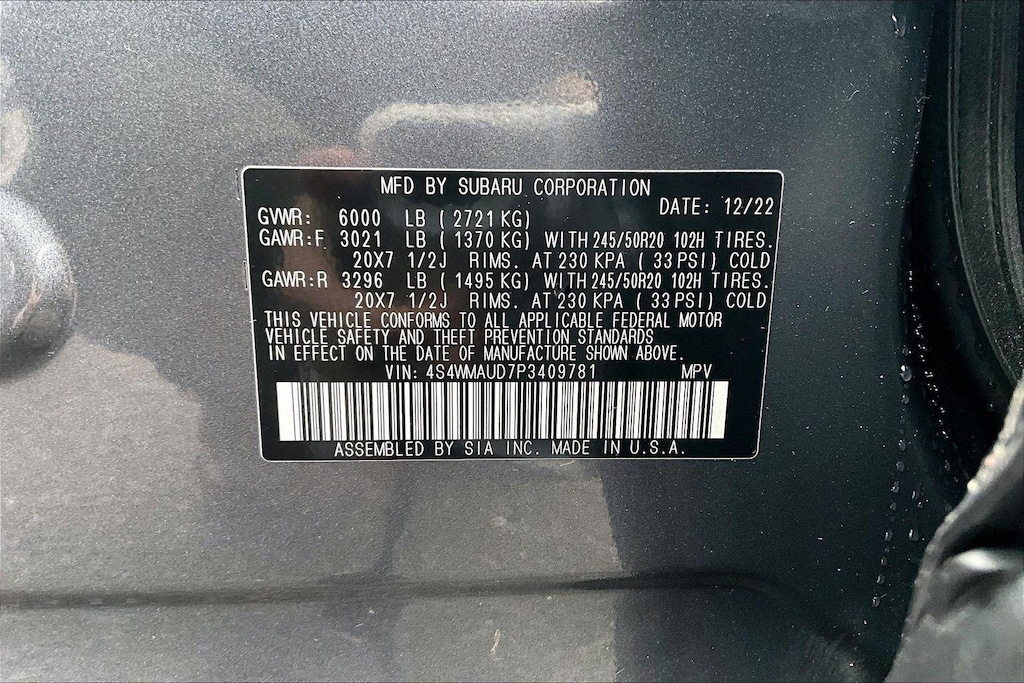 MFD BY SUBARU CORPORATION
DATE: 12/22
GVWR: 6000 LB ( 2721 KG)
GAWR:F 3021 LB ( 1370 KG) WITH 245/50R20 102H TIRES.
20X7 1/2J RIMS. AT 230 KPA ( 33 PSI) COLD
GAWR:R 3296 LB ( 1495 KG) WITH 245/50R20 102H TIRES.
20X7 1/2J RIMS. AT 230 KPA ( 33 PSI) COLD
THIS VEHICLE CONFORMS TO ALL APPLICABLE FEDERAL MOTOR
VEHICLE SAFETY AND THEFT PREVENTION STANDARDS
IN EFFECT ON THE DATE OF MANUFACTURE SHOWN ABOVE.
VIN: 4S4WMAUD7P3409781 MPV
ASSEMBLED BY SIA INC. MADE IN U.S.A.